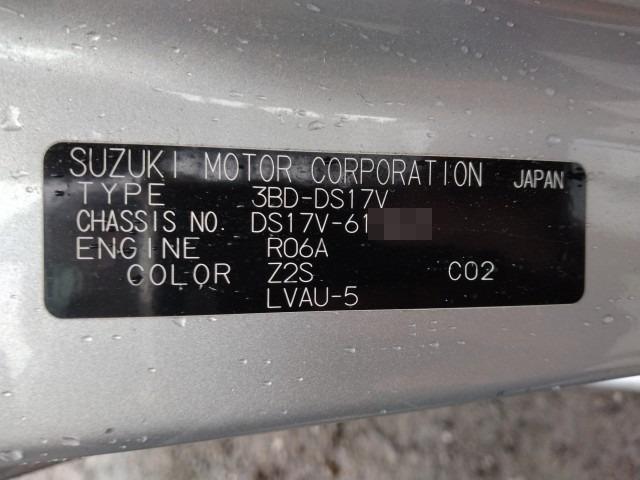 SUZUKI MOTOR CORPORATION JAPAN
TYPE 3BD-DS17V
CHASSIS NO. DS17V-61
ENGINE R06A
COLOR Z2S C02
LVAU-5